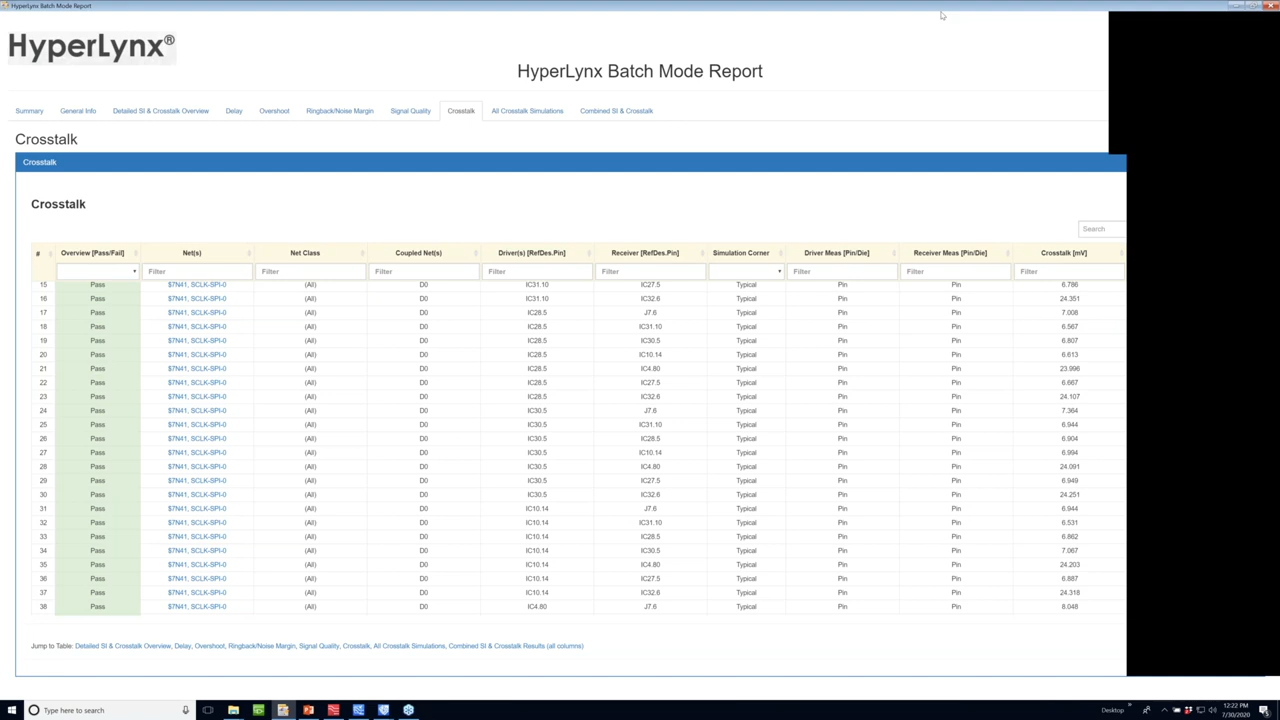 HyperLynx Batch Mode Report
HyperLynx®
HyperLynx Batch Mode Report
Summary General Info Detailed SI & Crosstalk Overview Delay Overshoot Ringback/Noise Margin Signal Quality Crosstalk All Crosstalk Simulations Combined SI & Crosstalk
Crosstalk
Crosstalk
Crosstalk
Search
# Overview [Pass/Fail] Net(s) Net Class Coupled Net(s) Driver(s) [RefDes.Pin] Receiver [RefDes.Pin] Simulation Corner Driver Meas [Pin/Die] Receiver Meas [Pin/Die] Crosstalk [mV]
Filter Filter Filter Filter Filter Filter Filter Filter
15 Pass $7N41, SCLK-SPI-0 (All) D0 IC31.10 IC27.5 Typical Pin Pin 6.786
16 Pass $7N41, SCLK-SPI-0 (All) D0 IC31.10 IC32.6 Typical Pin Pin 24.351
17 Pass $7N41, SCLK-SPI-0 (All) D0 IC28.5 J7.6 Typical Pin Pin 7.008
18 Pass $7N41, SCLK-SPI-0 (All) D0 IC28.5 IC31.10 Typical Pin Pin 6.567
19 Pass $7N41, SCLK-SPI-0 (All) D0 IC28.5 IC30.5 Typical Pin Pin 6.807
20 Pass $7N41, SCLK-SPI-0 (All) D0 IC28.5 IC10.14 Typical Pin Pin 6.613
21 Pass $7N41, SCLK-SPI-0 (All) D0 IC28.5 IC4.80 Typical Pin Pin 23.996
22 Pass $7N41, SCLK-SPI-0 (All) D0 IC28.5 IC27.5 Typical Pin Pin 6.667
23 Pass $7N41, SCLK-SPI-0 (All) D0 IC28.5 IC32.6 Typical Pin Pin 24.107
24 Pass $7N41, SCLK-SPI-0 (All) D0 IC30.5 J7.6 Typical Pin Pin 7.364
25 Pass $7N41, SCLK-SPI-0 (All) D0 IC30.5 IC31.10 Typical Pin Pin 6.944
26 Pass $7N41, SCLK-SPI-0 (All) D0 IC30.5 IC28.5 Typical Pin Pin 6.904
27 Pass $7N41, SCLK-SPI-0 (All) D0 IC30.5 IC10.14 Typical Pin Pin 6.994
28 Pass $7N41, SCLK-SPI-0 (All) D0 IC30.5 IC4.80 Typical Pin Pin 24.091
29 Pass $7N41, SCLK-SPI-0 (All) D0 IC30.5 IC27.5 Typical Pin Pin 6.949
30 Pass $7N41, SCLK-SPI-0 (All) D0 IC30.5 IC32.6 Typical Pin Pin 24.251
31 Pass $7N41, SCLK-SPI-0 (All) D0 IC10.14 J7.6 Typical Pin Pin 6.944
32 Pass $7N41, SCLK-SPI-0 (All) D0 IC10.14 IC31.10 Typical Pin Pin 6.531
33 Pass $7N41, SCLK-SPI-0 (All) D0 IC10.14 IC28.5 Typical Pin Pin 6.862
34 Pass $7N41, SCLK-SPI-0 (All) D0 IC10.14 IC30.5 Typical Pin Pin 7.067
35 Pass $7N41, SCLK-SPI-0 (All) D0 IC10.14 IC4.80 Typical Pin Pin 24.203
36 Pass $7N41, SCLK-SPI-0 (All) D0 IC10.14 IC27.5 Typical Pin Pin 6.887
37 Pass $7N41, SCLK-SPI-0 (All) D0 IC10.14 IC32.6 Typical Pin Pin 24.318
38 Pass $7N41, SCLK-SPI-0 (All) D0 IC4.80 J7.6 Typical Pin Pin 8.048
Jump to Table: Detailed SI & Crosstalk Overview, Delay, Overshoot, Ringback/Noise Margin, Signal Quality, Crosstalk, All Crosstalk Simulations, Combined SI & Crosstalk Results (all columns)
Type here to search
Desktop
12:22 PM
7/30/2020